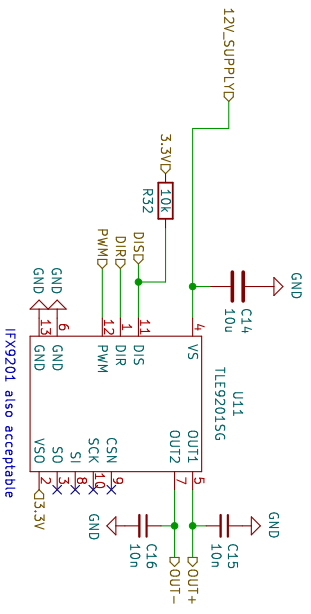 12V_SUPPLY
3.3V
10k
R32
PWM
DIR
DIS
GND
C14
10u
GND
GND
13
6
12
1
11
4
GND
GND
PWM
DIR
DIS
VS
U11
TLE9201SG
IFX9201 also acceptable
VSO
SO
SI
SCK
CSN
OUT2
OUT1
2
3
8
10
9
7
5
3.3V
GND
C16
10n
C15
10n
GND
OUT-
OUT+